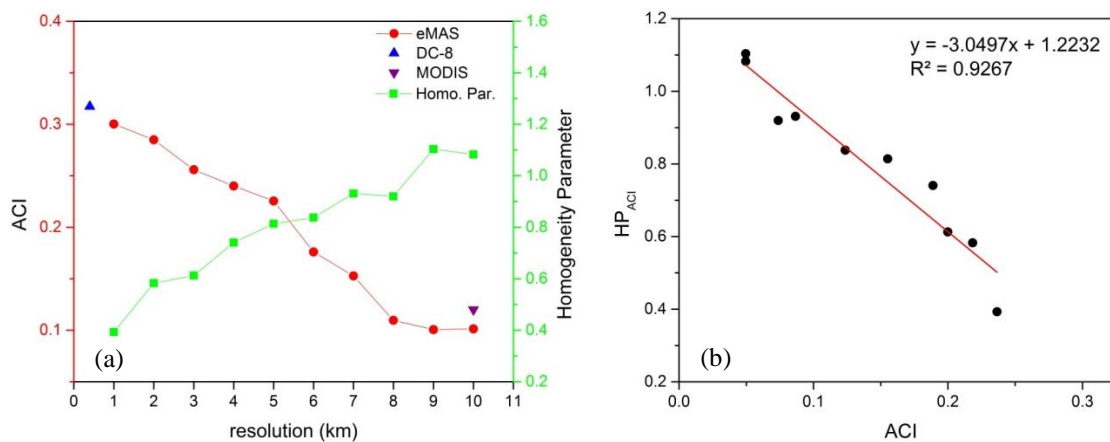 0.4
0.3
0.2
0.1
ACI
1.6
1.4
1.2
1.0
0.8
0.6
0.4
0.2
Homogeneity Parameter
eMAS
DC-8
MODIS
Homo. Par.
(a)
0 1 2 3 4 5 6 7 8 9 10 11
resolution (km)
1.2
1.0
0.8
0.6
0.4
0.2
HP_ACI
y = -3.0497x + 1.2232
R² = 0.9267
(b)
0.0 0.1 0.2 0.3
ACI